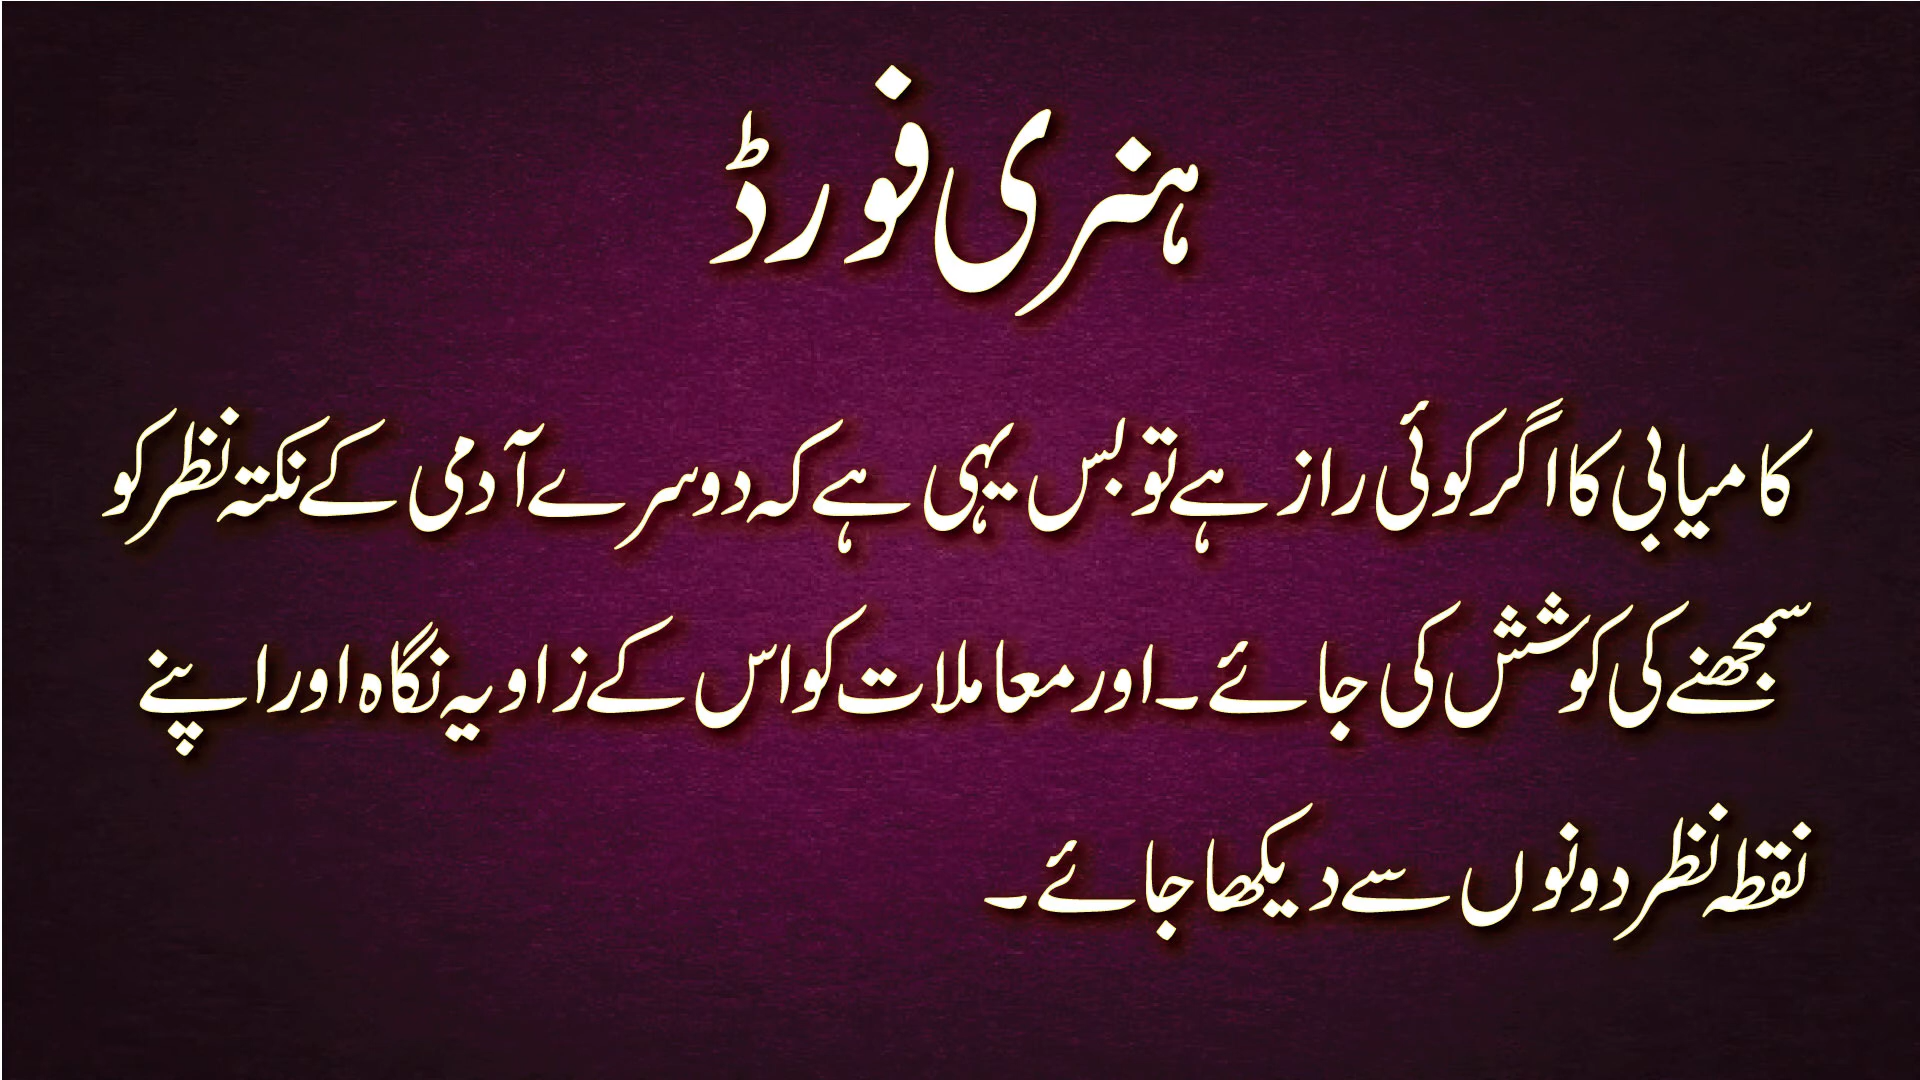 ہنری فورڈ
کامیابی کا اگر کوئی راز ہے تو بس یہی ہے کہ دوسرے آدمی کے نکتہ نظر کو
سمجھنے کی کوشش کی جائے۔ اور معاملات کو اس کے زاویہ نگاہ اور اپنے
نقطہ نظر دونوں سے دیکھا جائے۔